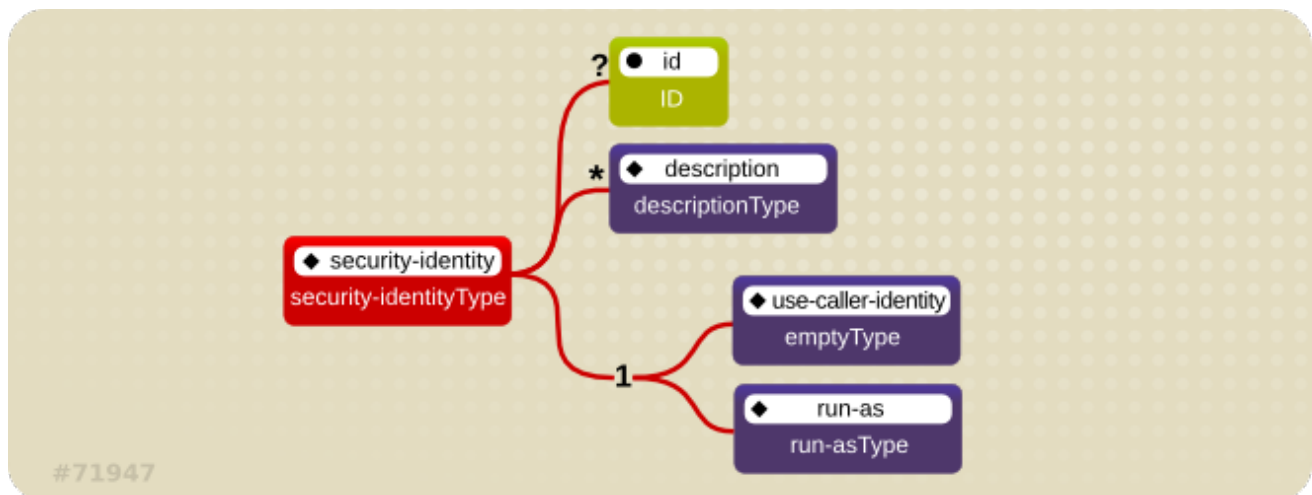 ?
id
ID
*
description
descriptionType
security-identity
security-identityType
use-caller-identity
emptyType
1
run-as
run-asType
#71947